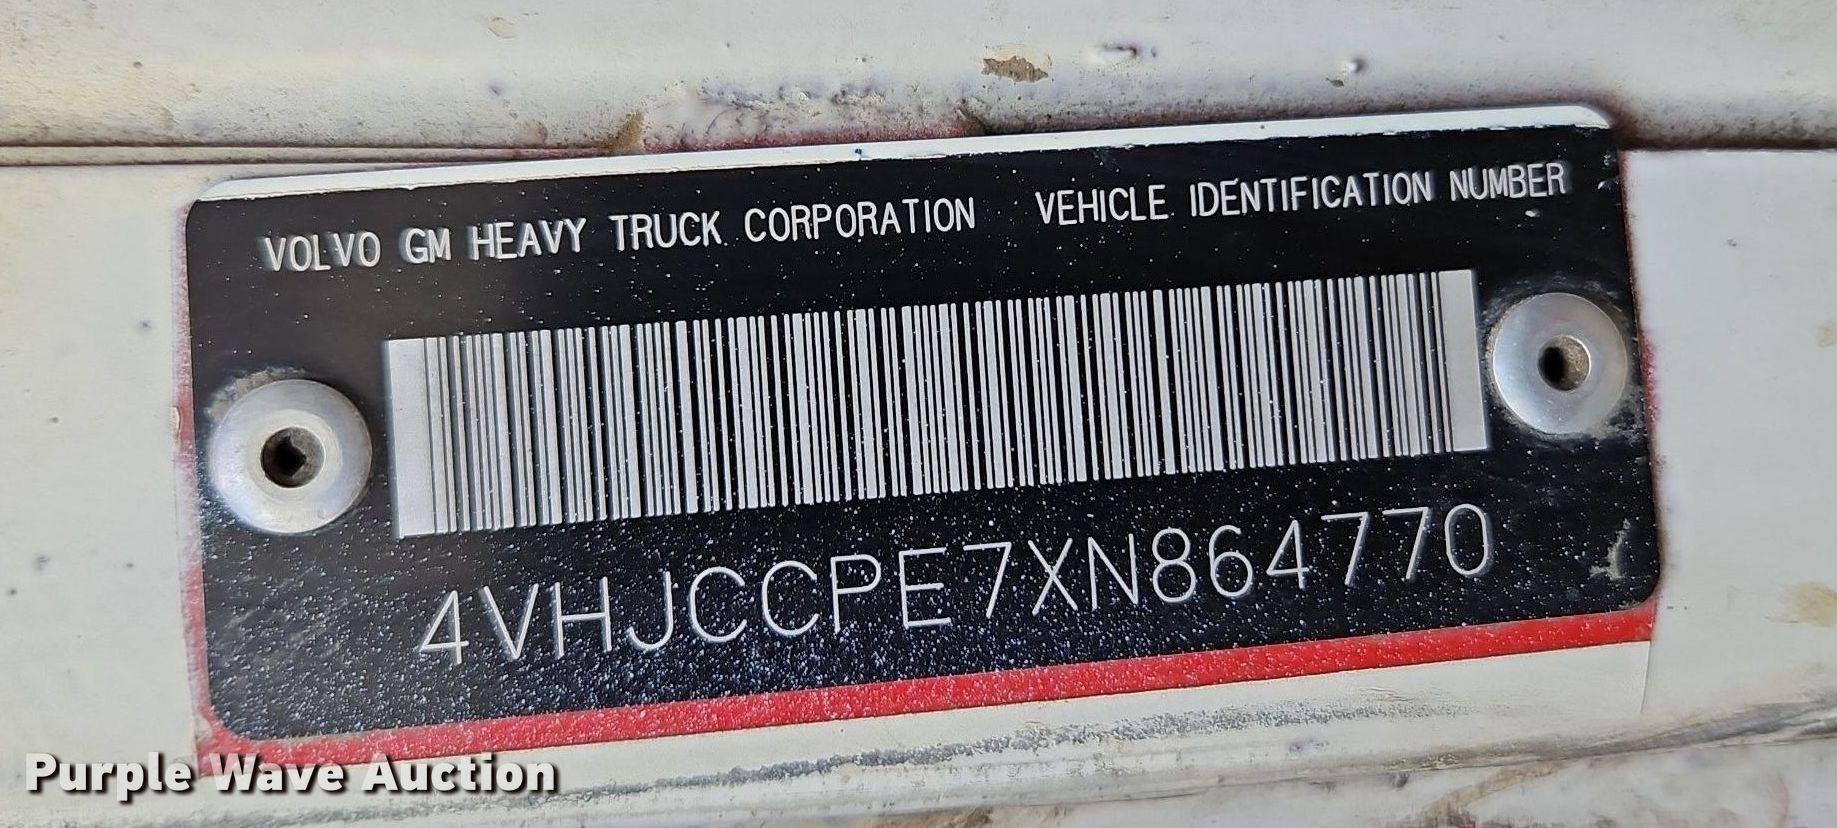 VOLVO GM HEAVY TRUCK CORPORATION VEHICLE IDENTIFICATION NUMBER
4VHJCCPE7XN864770
Purple Wave Auction